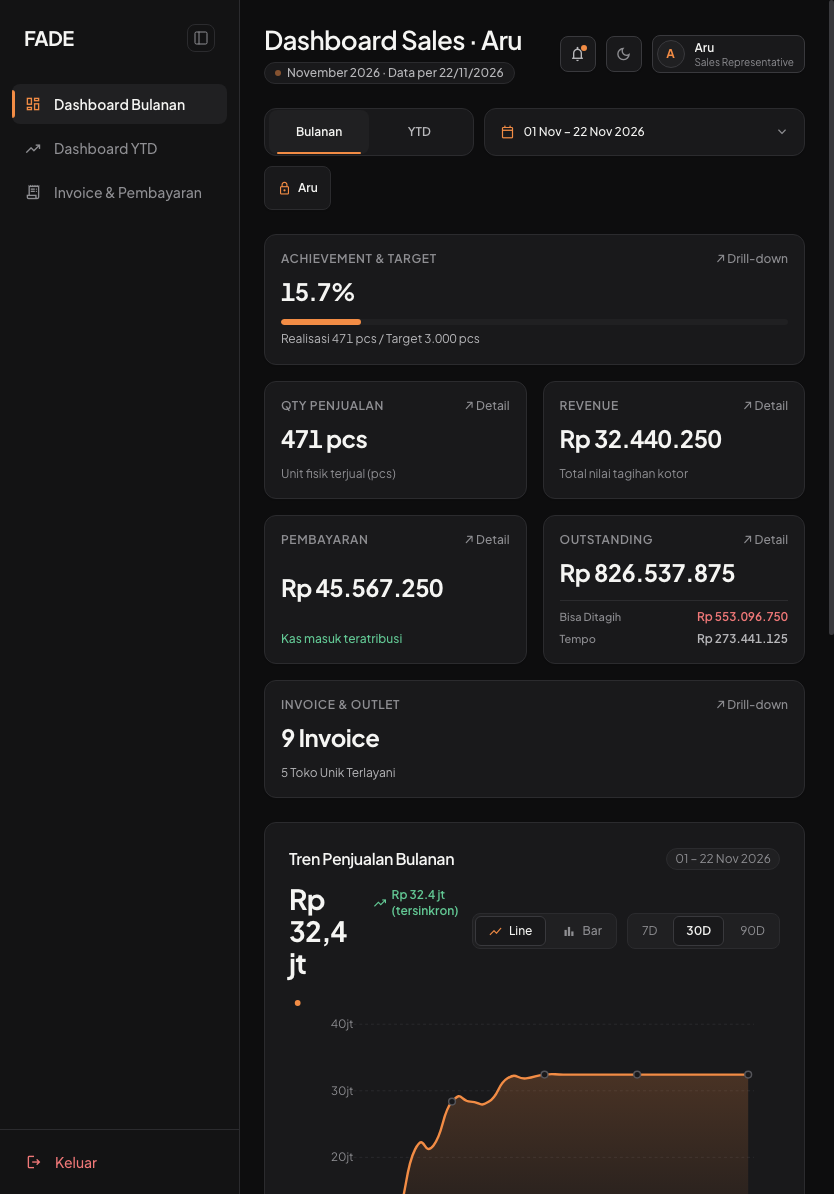 FADE
Dashboard Bulanan
Dashboard YTD
Invoice & Pembayaran
Keluar
Dashboard Sales · Aru
November 2026 · Data per 22/11/2026
A
Aru
Sales Representative
Bulanan
YTD
01 Nov – 22 Nov 2026
Aru
ACHIEVEMENT & TARGET
Drill-down
15.7%
Realisasi 471 pcs / Target 3.000 pcs
QTY PENJUALAN
Detail
471 pcs
Unit fisik terjual (pcs)
REVENUE
Detail
Rp 32.440.250
Total nilai tagihan kotor
PEMBAYARAN
Detail
Rp 45.567.250
Kas masuk teratribusi
OUTSTANDING
Detail
Rp 826.537.875
Bisa Ditagih Rp 553.096.750
Tempo Rp 273.441.125
INVOICE & OUTLET
Drill-down
9 Invoice
5 Toko Unik Terlayani
Tren Penjualan Bulanan
01 – 22 Nov 2026
Rp
32,4
jt
Rp 32.4 jt
(tersinkron)
Line
Bar
7D
30D
90D
40jt
30jt
20jt